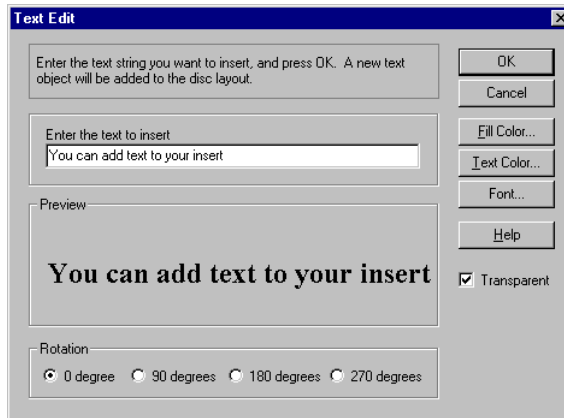 Text Edit
Enter the text string you want to insert, and press OK. A new text
object will be added to the disc layout.
OK
Cancel
Enter the text to insert
You can add text to your insert
Fill Color...
Text Color...
Font...
Preview
You can add text to your insert
Help
Transparent
Rotation
0 degree 90 degrees 180 degrees 270 degrees